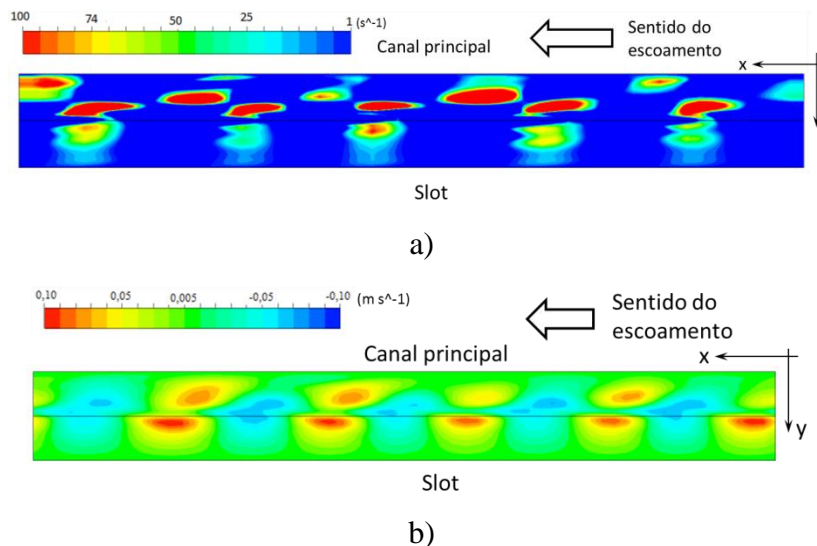 100 74 50 25 1 (s^-1)
Canal principal
Sentido do
escoamento
x
Slot
a)
0,10 0,05 0,005 -0,05 -0,10 (m s^-1)
Sentido do
escoamento
Canal principal
x
y
Slot
b)